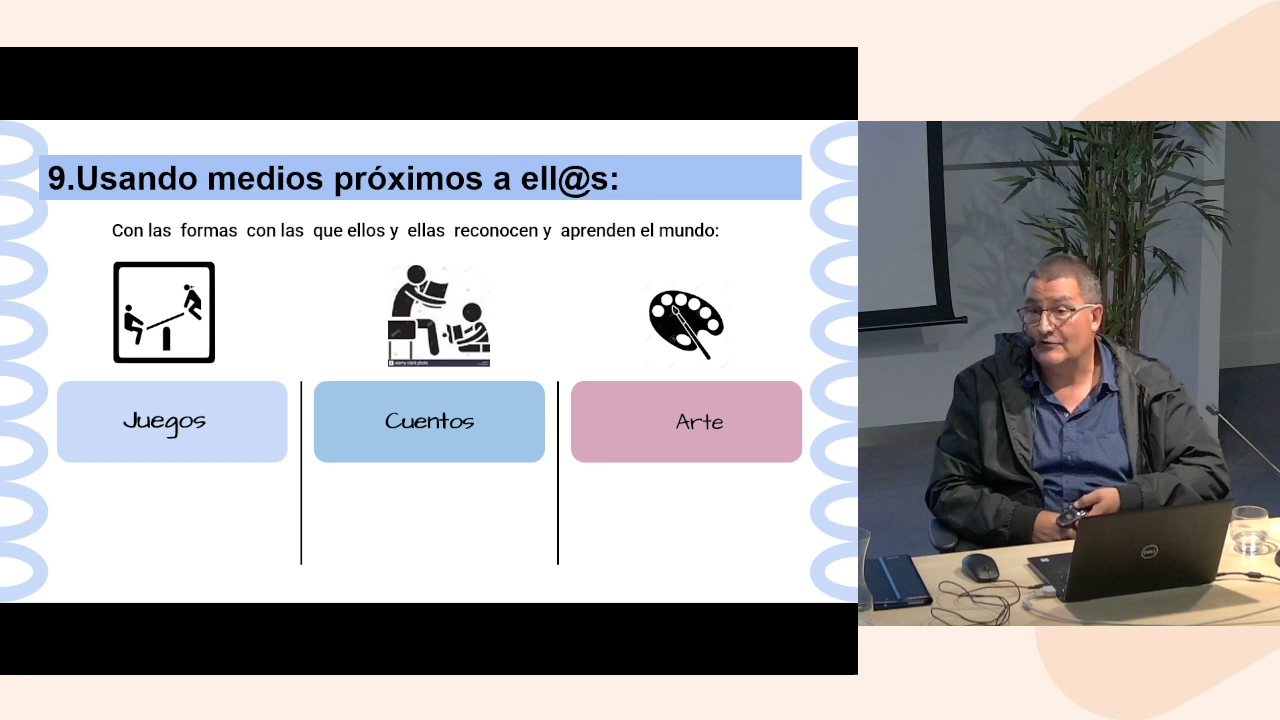 9.Usando medios próximos a ell@s:
Con las formas con las que ellos y ellas reconocen y aprenden el mundo:
Juegos
Cuentos
Arte
DELL